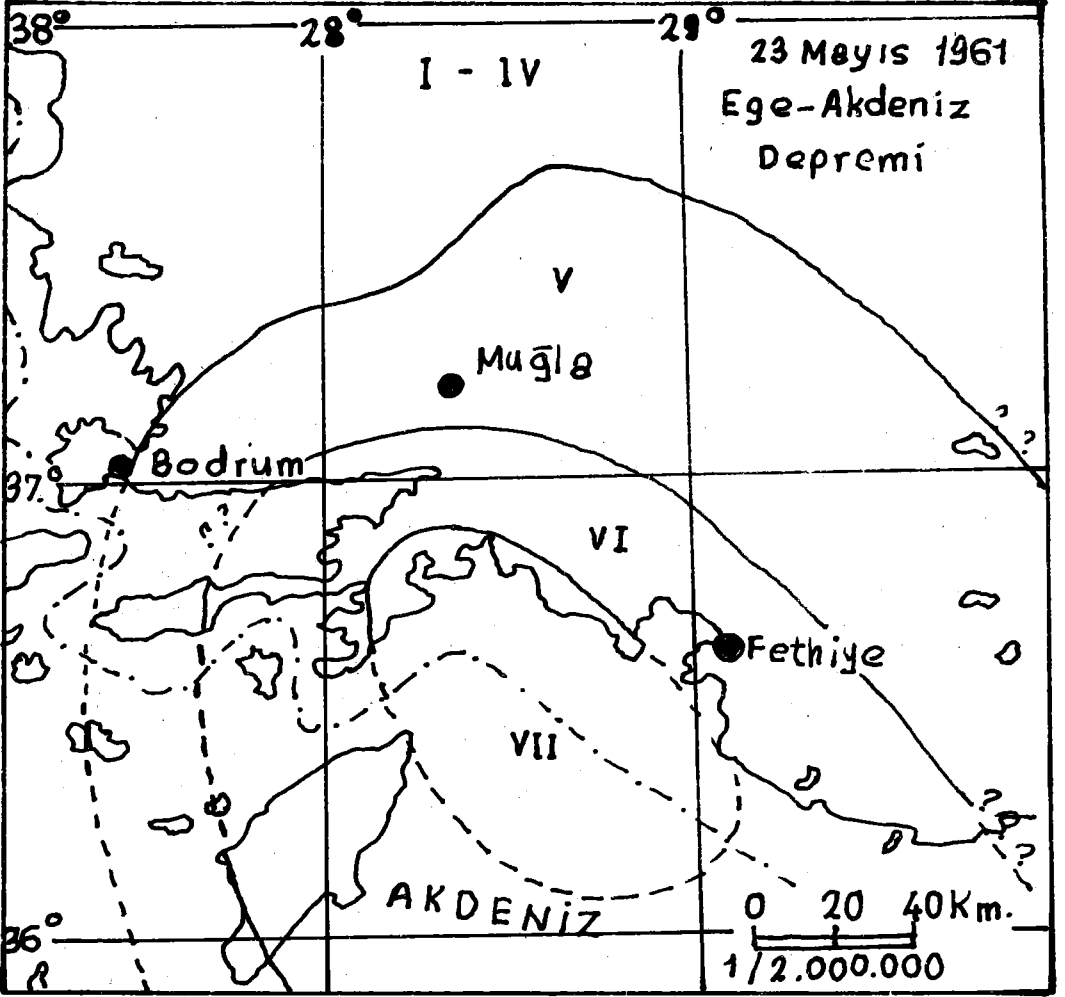 38° 28° 29°
23 Mayıs 1961
Ege-Akdeniz
Depremi
I - IV
V
Muğla
? ?
Bodrum
37°
? ?
VI
Fethiye
VII
?
?
AKDENİZ
0 20 40Km.
36°
1/2.000.000